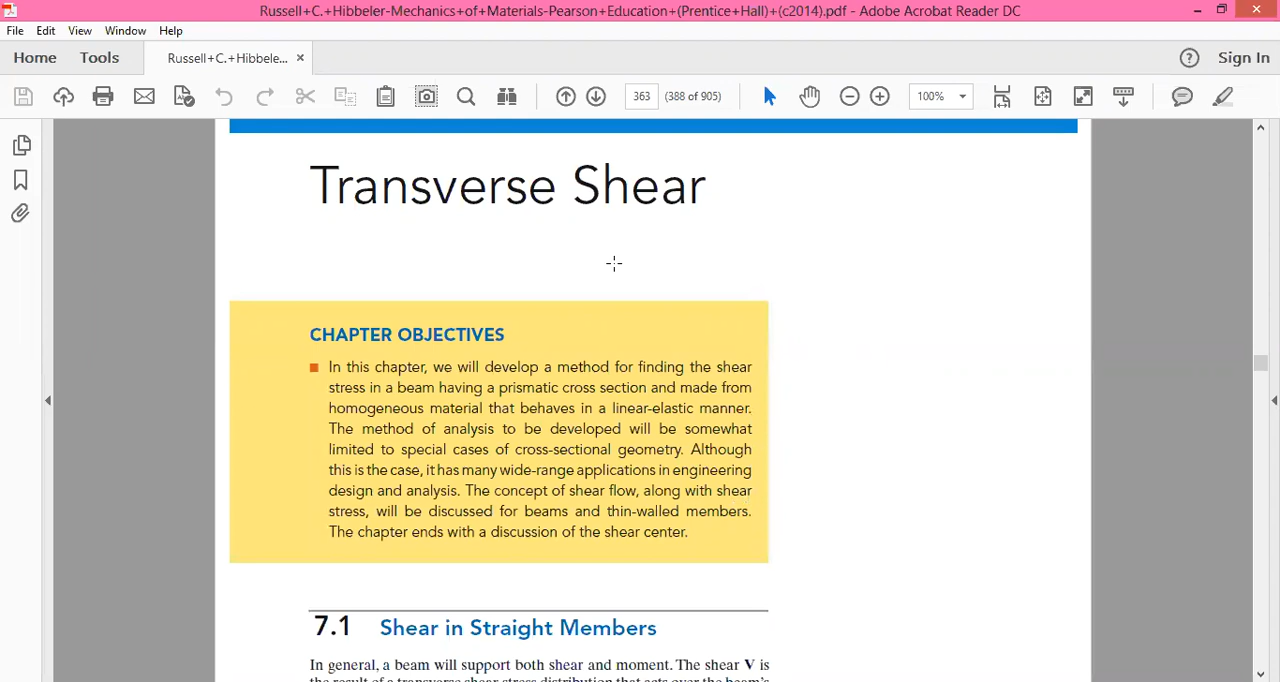 Russell+C.+Hibbeler-Mechanics+of+Materials-Pearson+Education+(Prentice+Hall)+(c2014).pdf - Adobe Acrobat Reader DC
File Edit View Window Help
Home Tools Russell+C.+Hibbele... × Sign In
363 (388 of 905) 100%
Transverse Shear
CHAPTER OBJECTIVES
In this chapter, we will develop a method for finding the shear
stress in a beam having a prismatic cross section and made from
homogeneous material that behaves in a linear-elastic manner.
The method of analysis to be developed will be somewhat
limited to special cases of cross-sectional geometry. Although
this is the case, it has many wide-range applications in engineering
design and analysis. The concept of shear flow, along with shear
stress, will be discussed for beams and thin-walled members.
The chapter ends with a discussion of the shear center.
7.1 Shear in Straight Members
In general, a beam will support both shear and moment. The shear V is
the result of a transverse shear-stress distribution that acts over the beam's